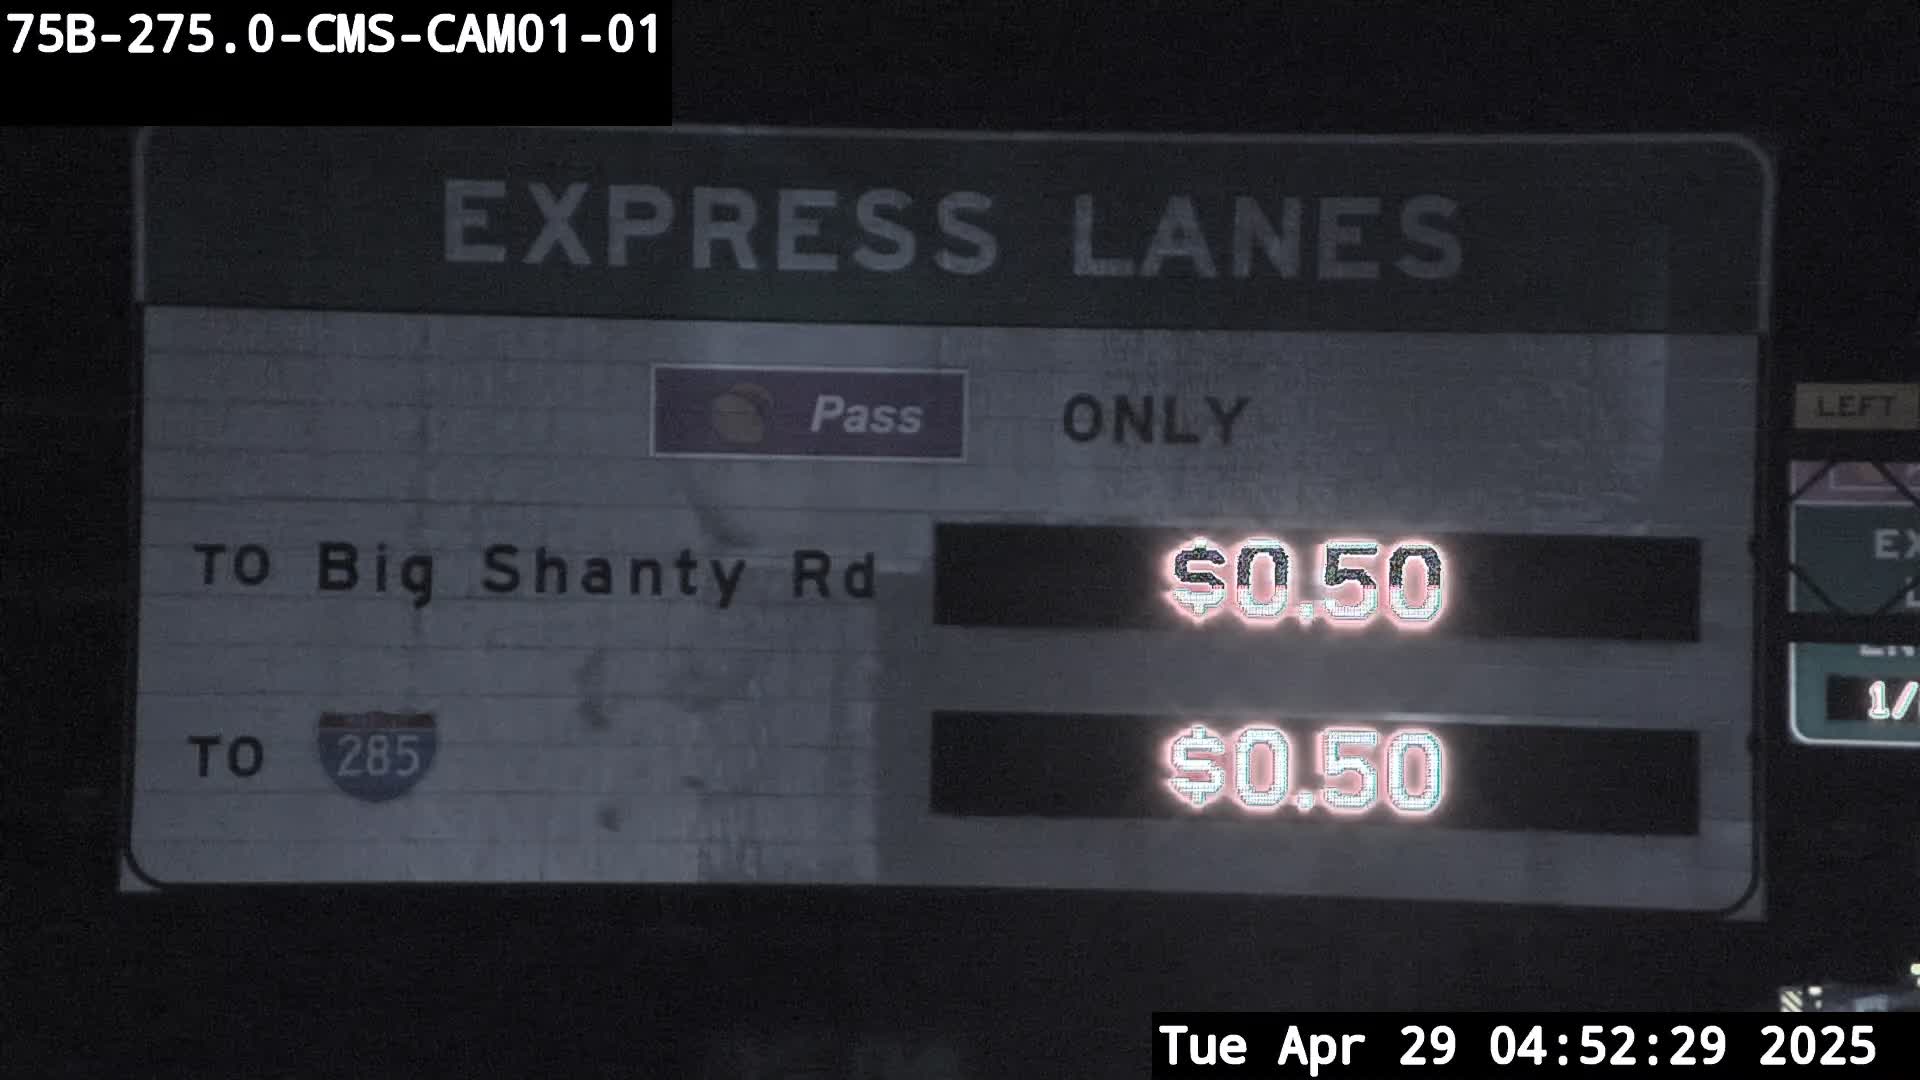 75B-275.0-CMS-CAM01-01
EXPRESS LANES
Pass ONLY
TO Big Shanty Rd $0.50
TO 285 $0.50
LEFT
1/
Tue Apr 29 04:52:29 2025